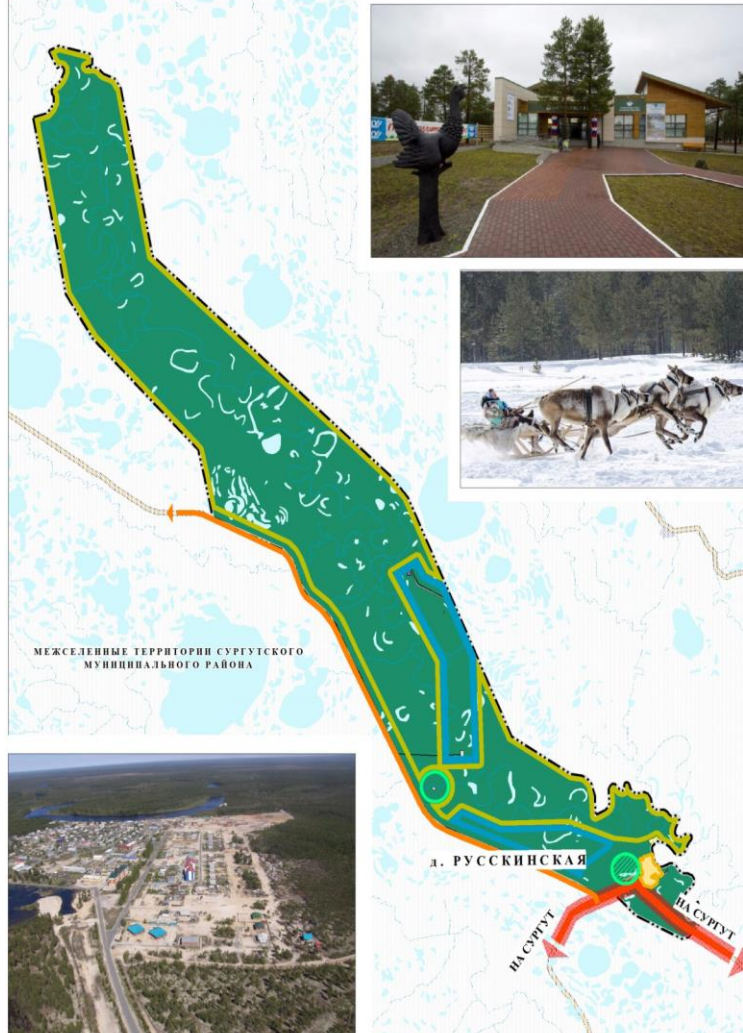 МЕЖСЕЛЕННЫЕ ТЕРРИТОРИИ СУРГУТСКОГО
МУНИЦИПАЛЬНОГО РАЙОНА
д. РУССКИНСКАЯ
НА СУРГУТ
НА СУРГУТ